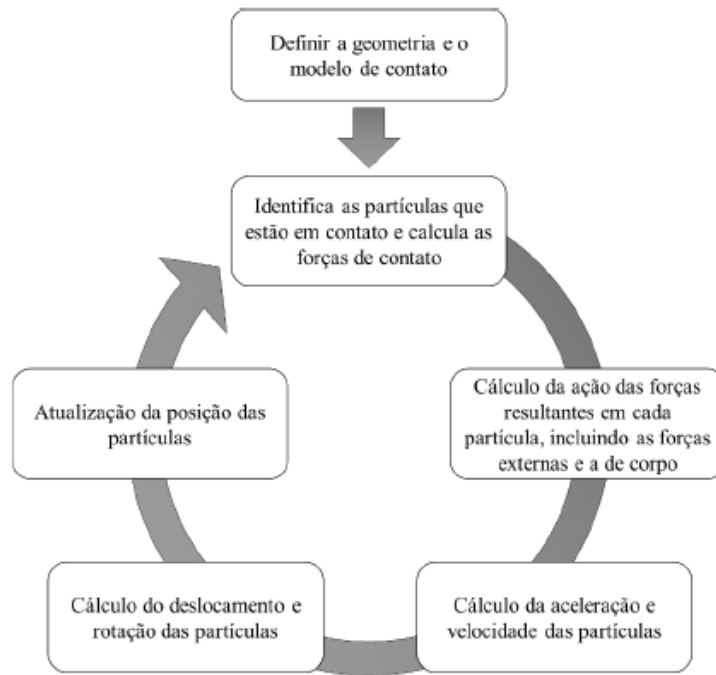 Definir a geometria e o
modelo de contato
Identifica as partículas que
estão em contato e calcula as
forças de contato
Cálculo da ação das forças
resultantes em cada
partícula, incluindo as forças
externas e a de corpo
Cálculo da aceleração e
velocidade das partículas
Cálculo do deslocamento e
rotação das partículas
Atualização da posição das
partículas